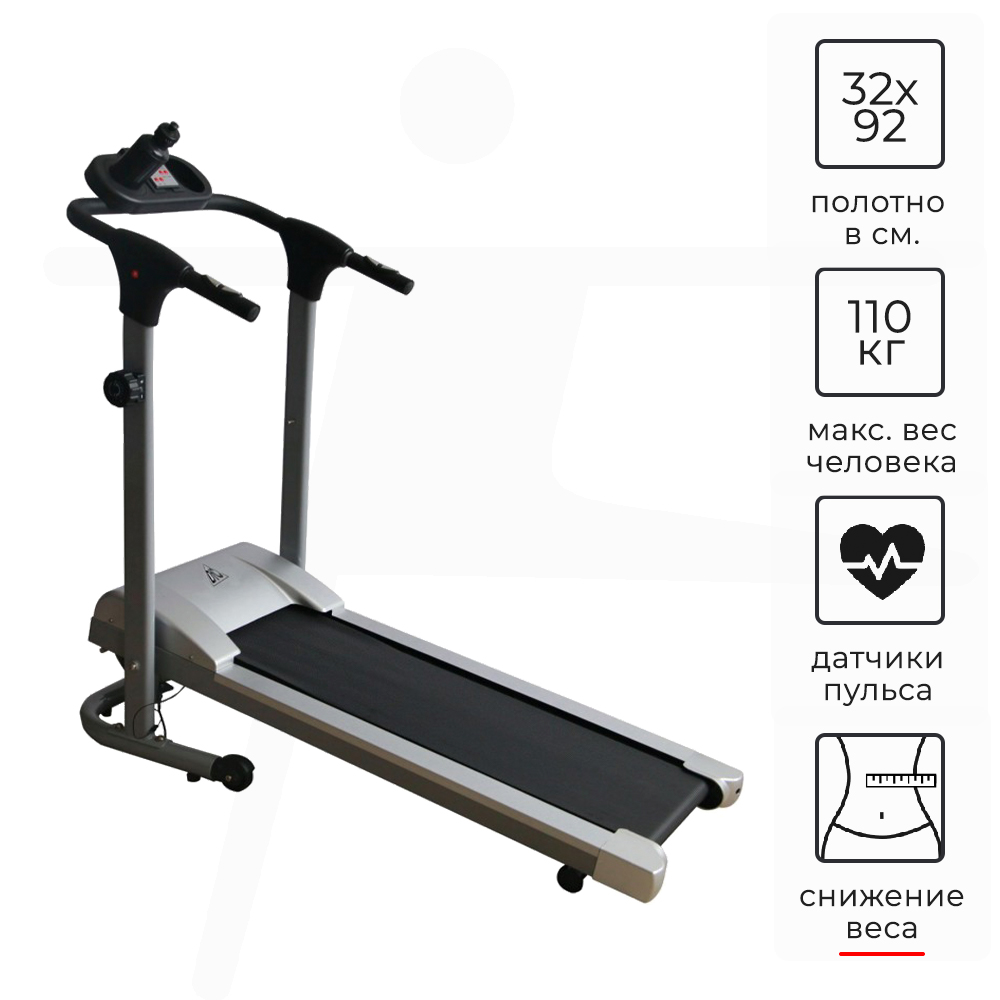 32x
92
полотно
в см.
110
кг
макс. вес
человека
датчики
пульса
снижение
веса